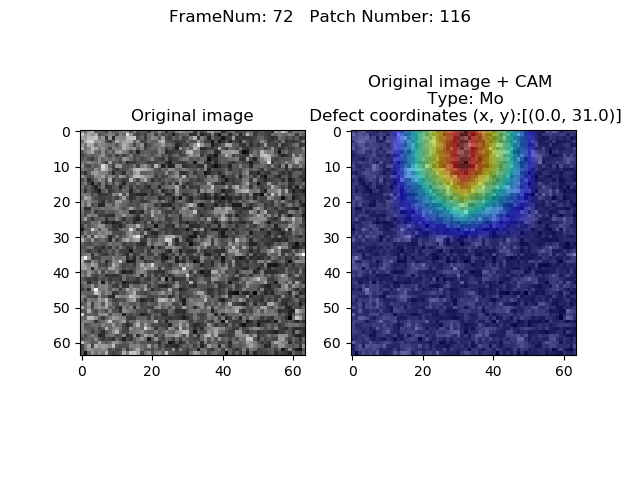 FrameNum: 72   Patch Number: 116
Original image
0
10
20
30
40
50
60
0 20 40 60
Original image + CAM
Type: Mo
Defect coordinates (x, y):[(0.0, 31.0)]
0
10
20
30
40
50
60
0 20 40 60